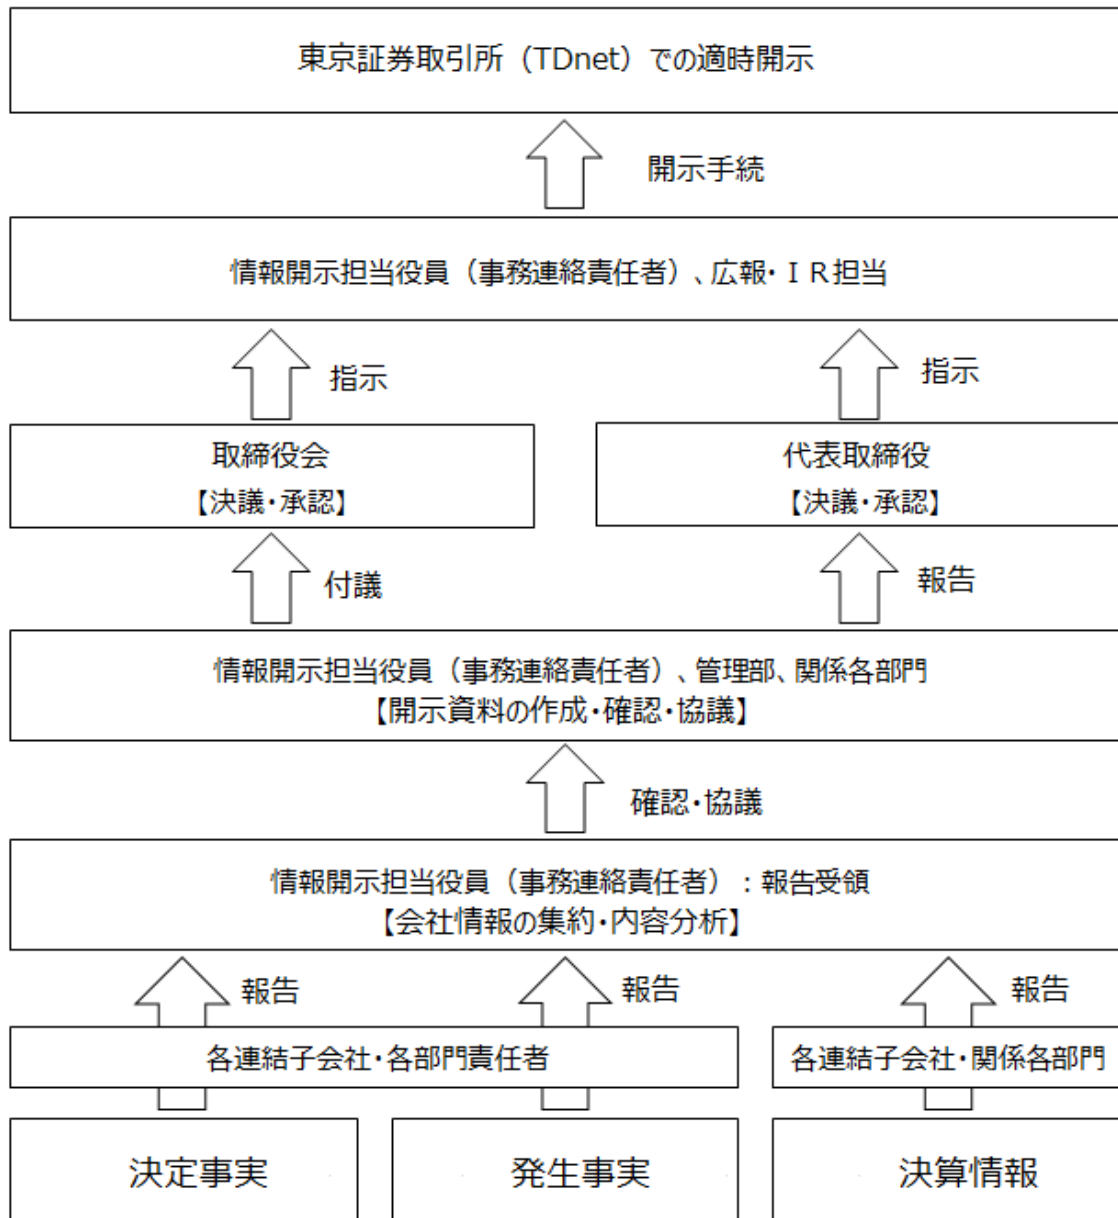 東京証券取引所（TDnet）での適時開示
開示手続
情報開示担当役員（事務連絡責任者）、広報・ＩＲ担当
指示
指示
取締役会
【決議・承認】
代表取締役
【決議・承認】
付議
報告
情報開示担当役員（事務連絡責任者）、管理部、関係各部門
【開示資料の作成・確認・協議】
確認・協議
情報開示担当役員（事務連絡責任者）：報告受領
【会社情報の集約・内容分析】
報告
報告
報告
各連結子会社・各部門責任者
各連結子会社・関係各部門
決定事実
発生事実
決算情報